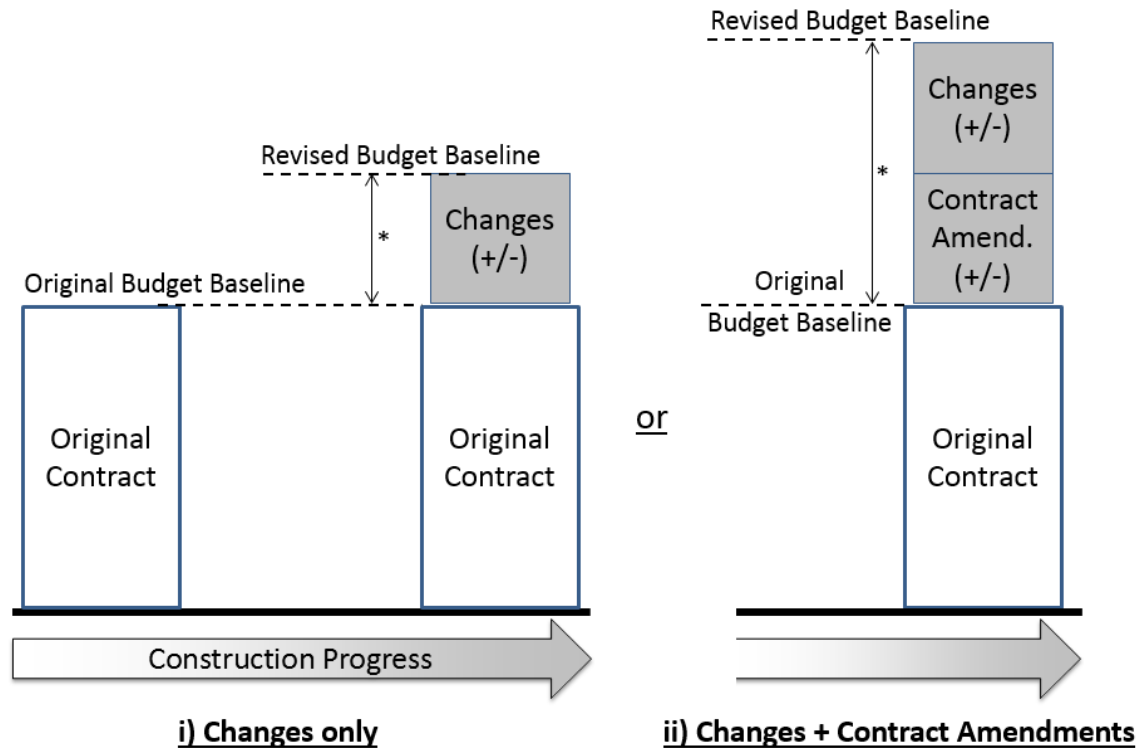 Revised Budget Baseline
Changes
(+/-)
*
Contract
Amend.
(+/-)
Original
Budget Baseline
Original
Contract
Revised Budget Baseline
Changes
(+/-)
*
Original Budget Baseline
Original
Contract
Original
Contract
or
Construction Progress
i) Changes only
ii) Changes + Contract Amendments